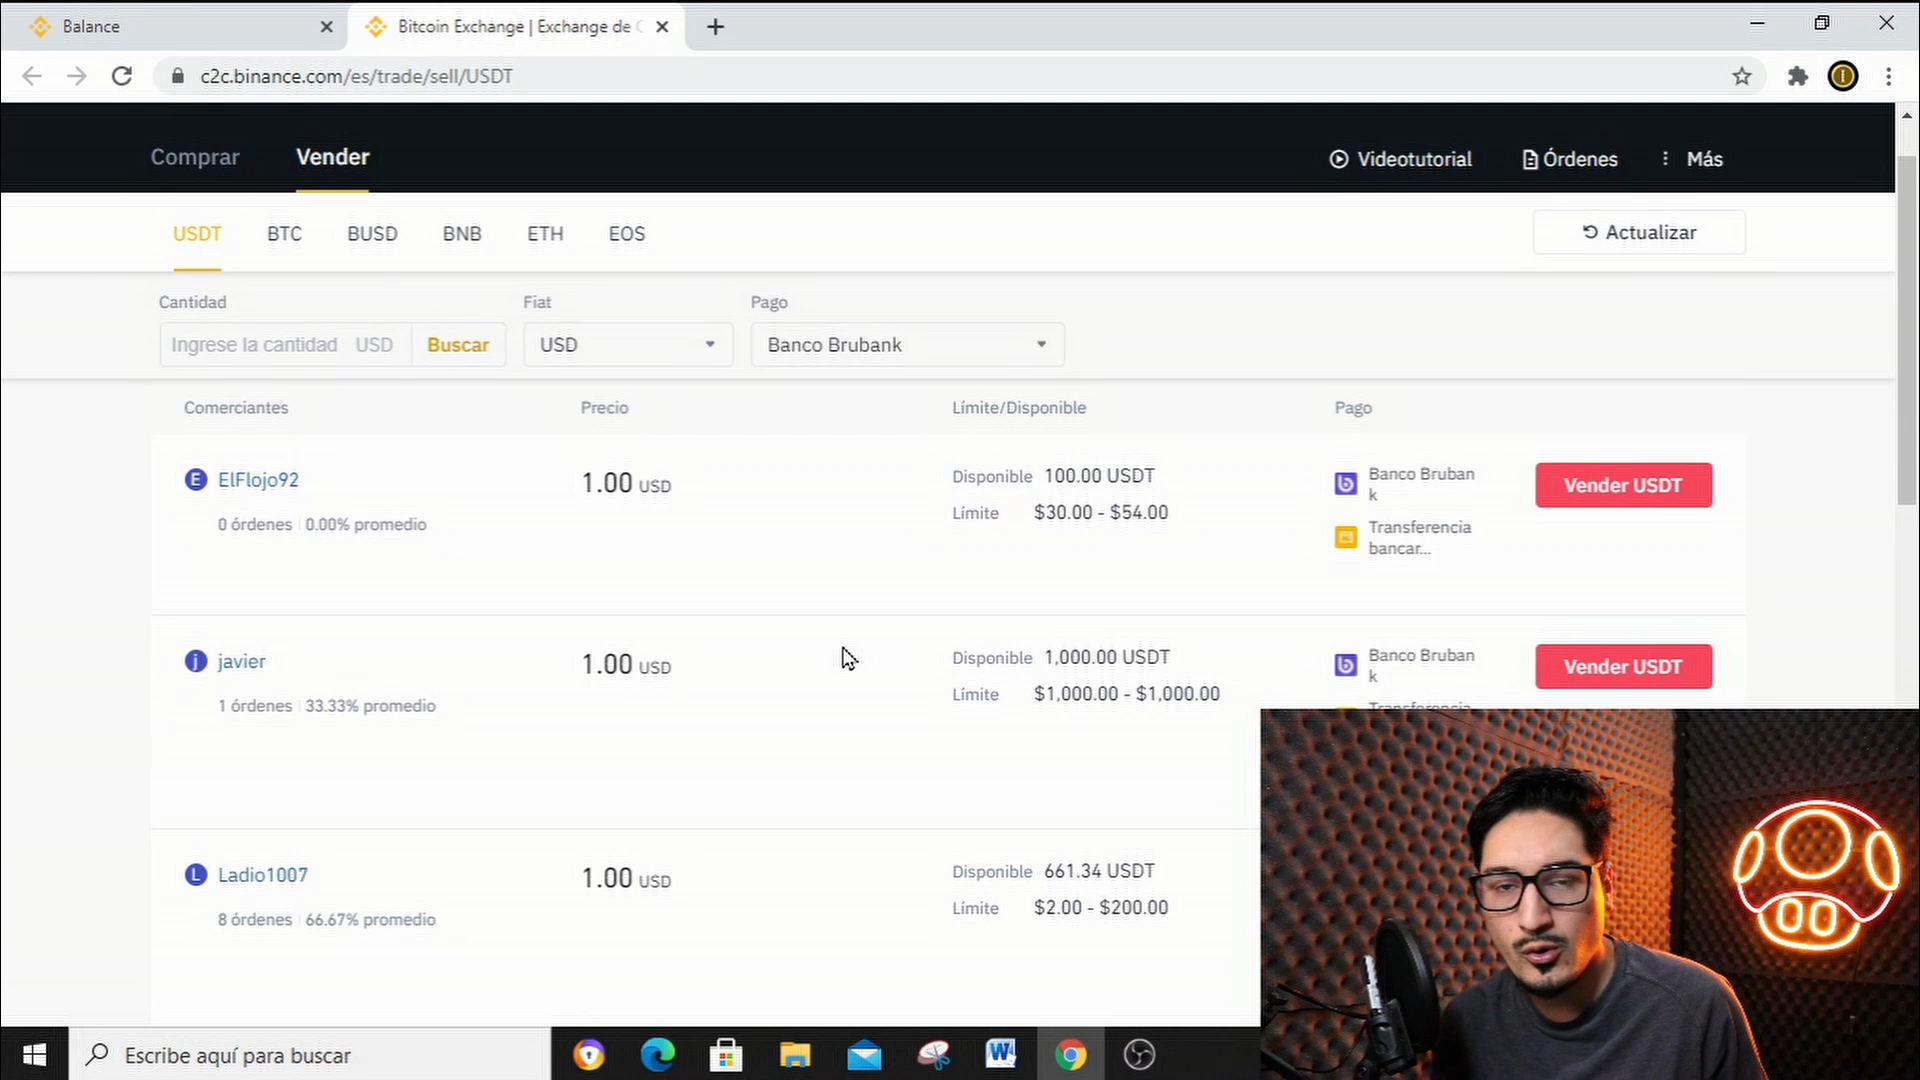 Balance
Bitcoin Exchange | Exchange de
c2c.binance.com/es/trade/sell/USDT
Comprar Vender Videotutorial Órdenes Más
USDT BTC BUSD BNB ETH EOS Actualizar
Cantidad Fiat Pago
Ingrese la cantidad USD Buscar USD Banco Brubank
Comerciantes Precio Límite/Disponible Pago
E ElFlojo92 1.00 USD Disponible 100.00 USDT Banco Bruban
k Vender USDT
0 órdenes 0.00% promedio Límite $30.00 - $54.00 Transferencia
bancar...
j javier 1.00 USD Disponible 1,000.00 USDT Banco Bruban
k Vender USDT
1 órdenes 33.33% promedio Límite $1,000.00 - $1,000.00 Transferencia
L Ladio1007 1.00 USD Disponible 661.34 USDT
8 órdenes 66.67% promedio Límite $2.00 - $200.00
Escribe aquí para buscar